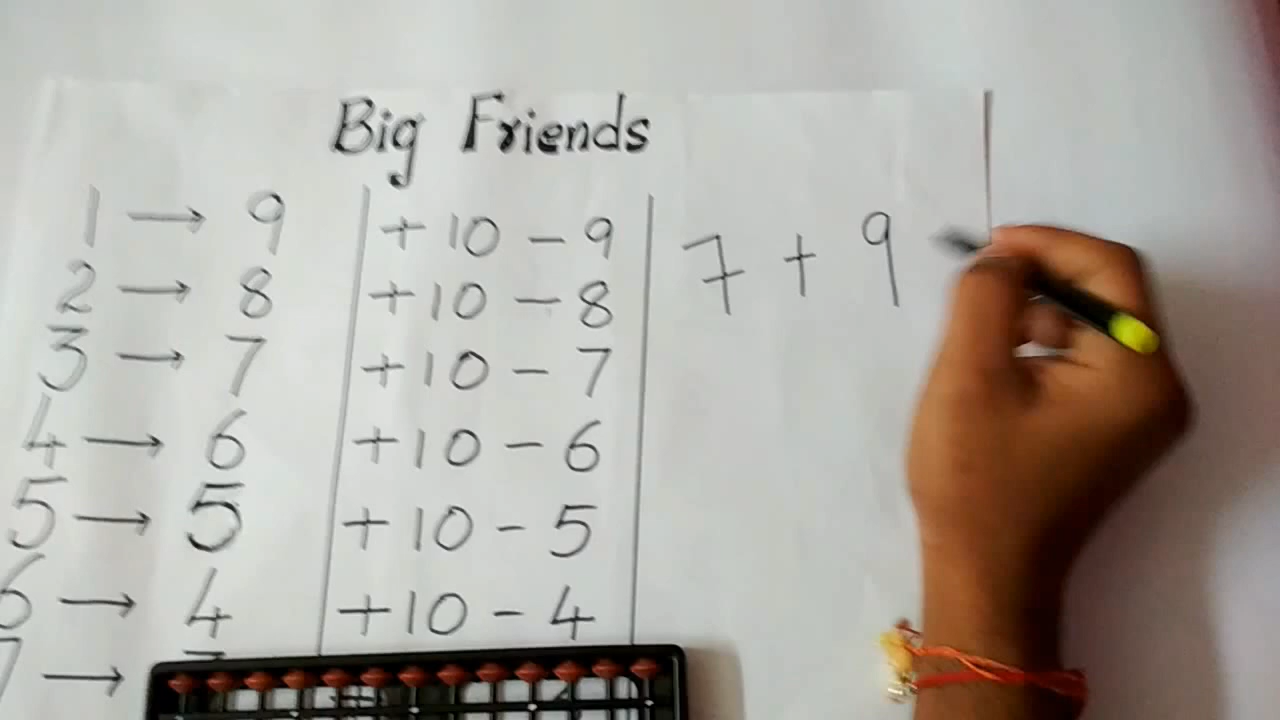 Big Friends
1 → 9 +10 - 9 7 + 9
2 → 8 +10 - 8
3 → 7 +10 - 7
4 → 6 +10 - 6
5 → 5 +10 - 5
6 → 4 +10 - 4
7 →